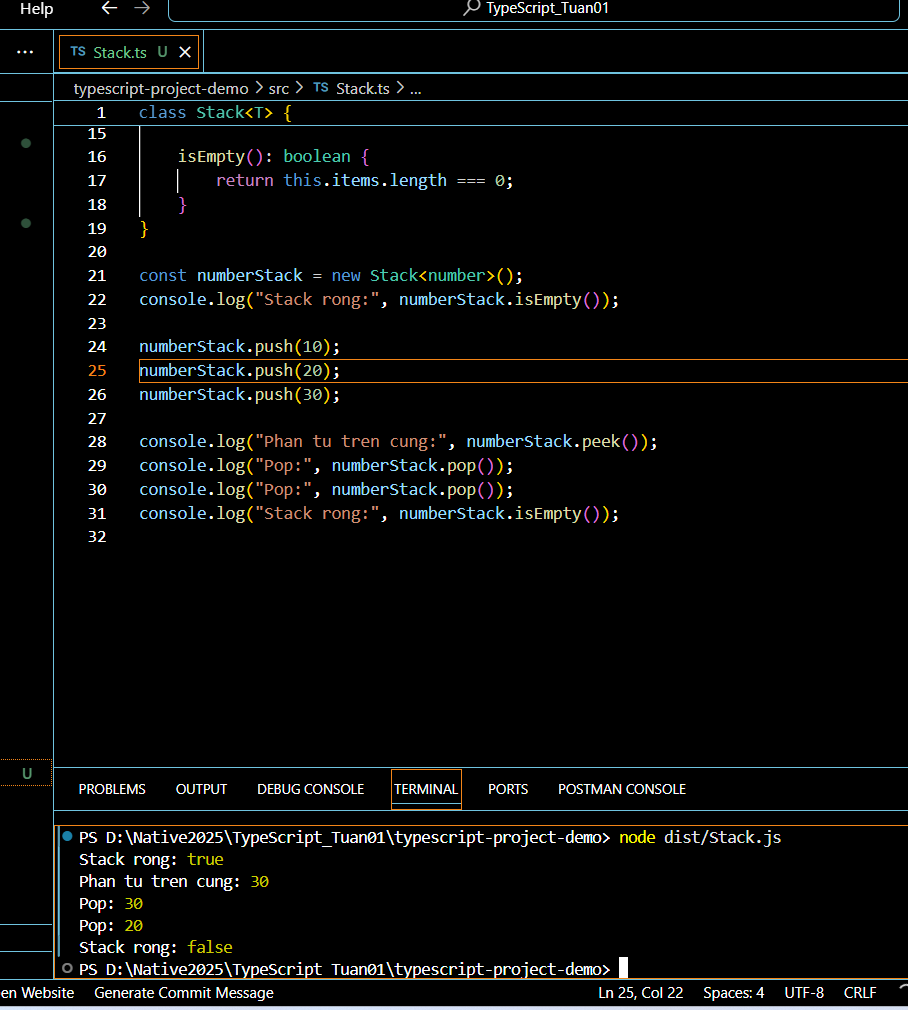 Help
TypeScript_Tuan01
...
TS Stack.ts U
typescript-project-demo > src > TS Stack.ts > ...
1 class Stack<T> {
15
16 isEmpty(): boolean {
17 return this.items.length === 0;
18 }
19 }
20
21 const numberStack = new Stack<number>();
22 console.log("Stack rong:", numberStack.isEmpty());
23
24 numberStack.push(10);
25 numberStack.push(20);
26 numberStack.push(30);
27
28 console.log("Phan tu tren cung:", numberStack.peek());
29 console.log("Pop:", numberStack.pop());
30 console.log("Pop:", numberStack.pop());
31 console.log("Stack rong:", numberStack.isEmpty());
32
U
PROBLEMS OUTPUT DEBUG CONSOLE TERMINAL PORTS POSTMAN CONSOLE
PS D:\Native2025\TypeScript_Tuan01\typescript-project-demo> node dist/Stack.js
Stack rong: true
Phan tu tren cung: 30
Pop: 30
Pop: 20
Stack rong: false
PS D:\Native2025\TypeScript_Tuan01\typescript-project-demo>
en Website Generate Commit Message Ln 25, Col 22 Spaces: 4 UTF-8 CRLF